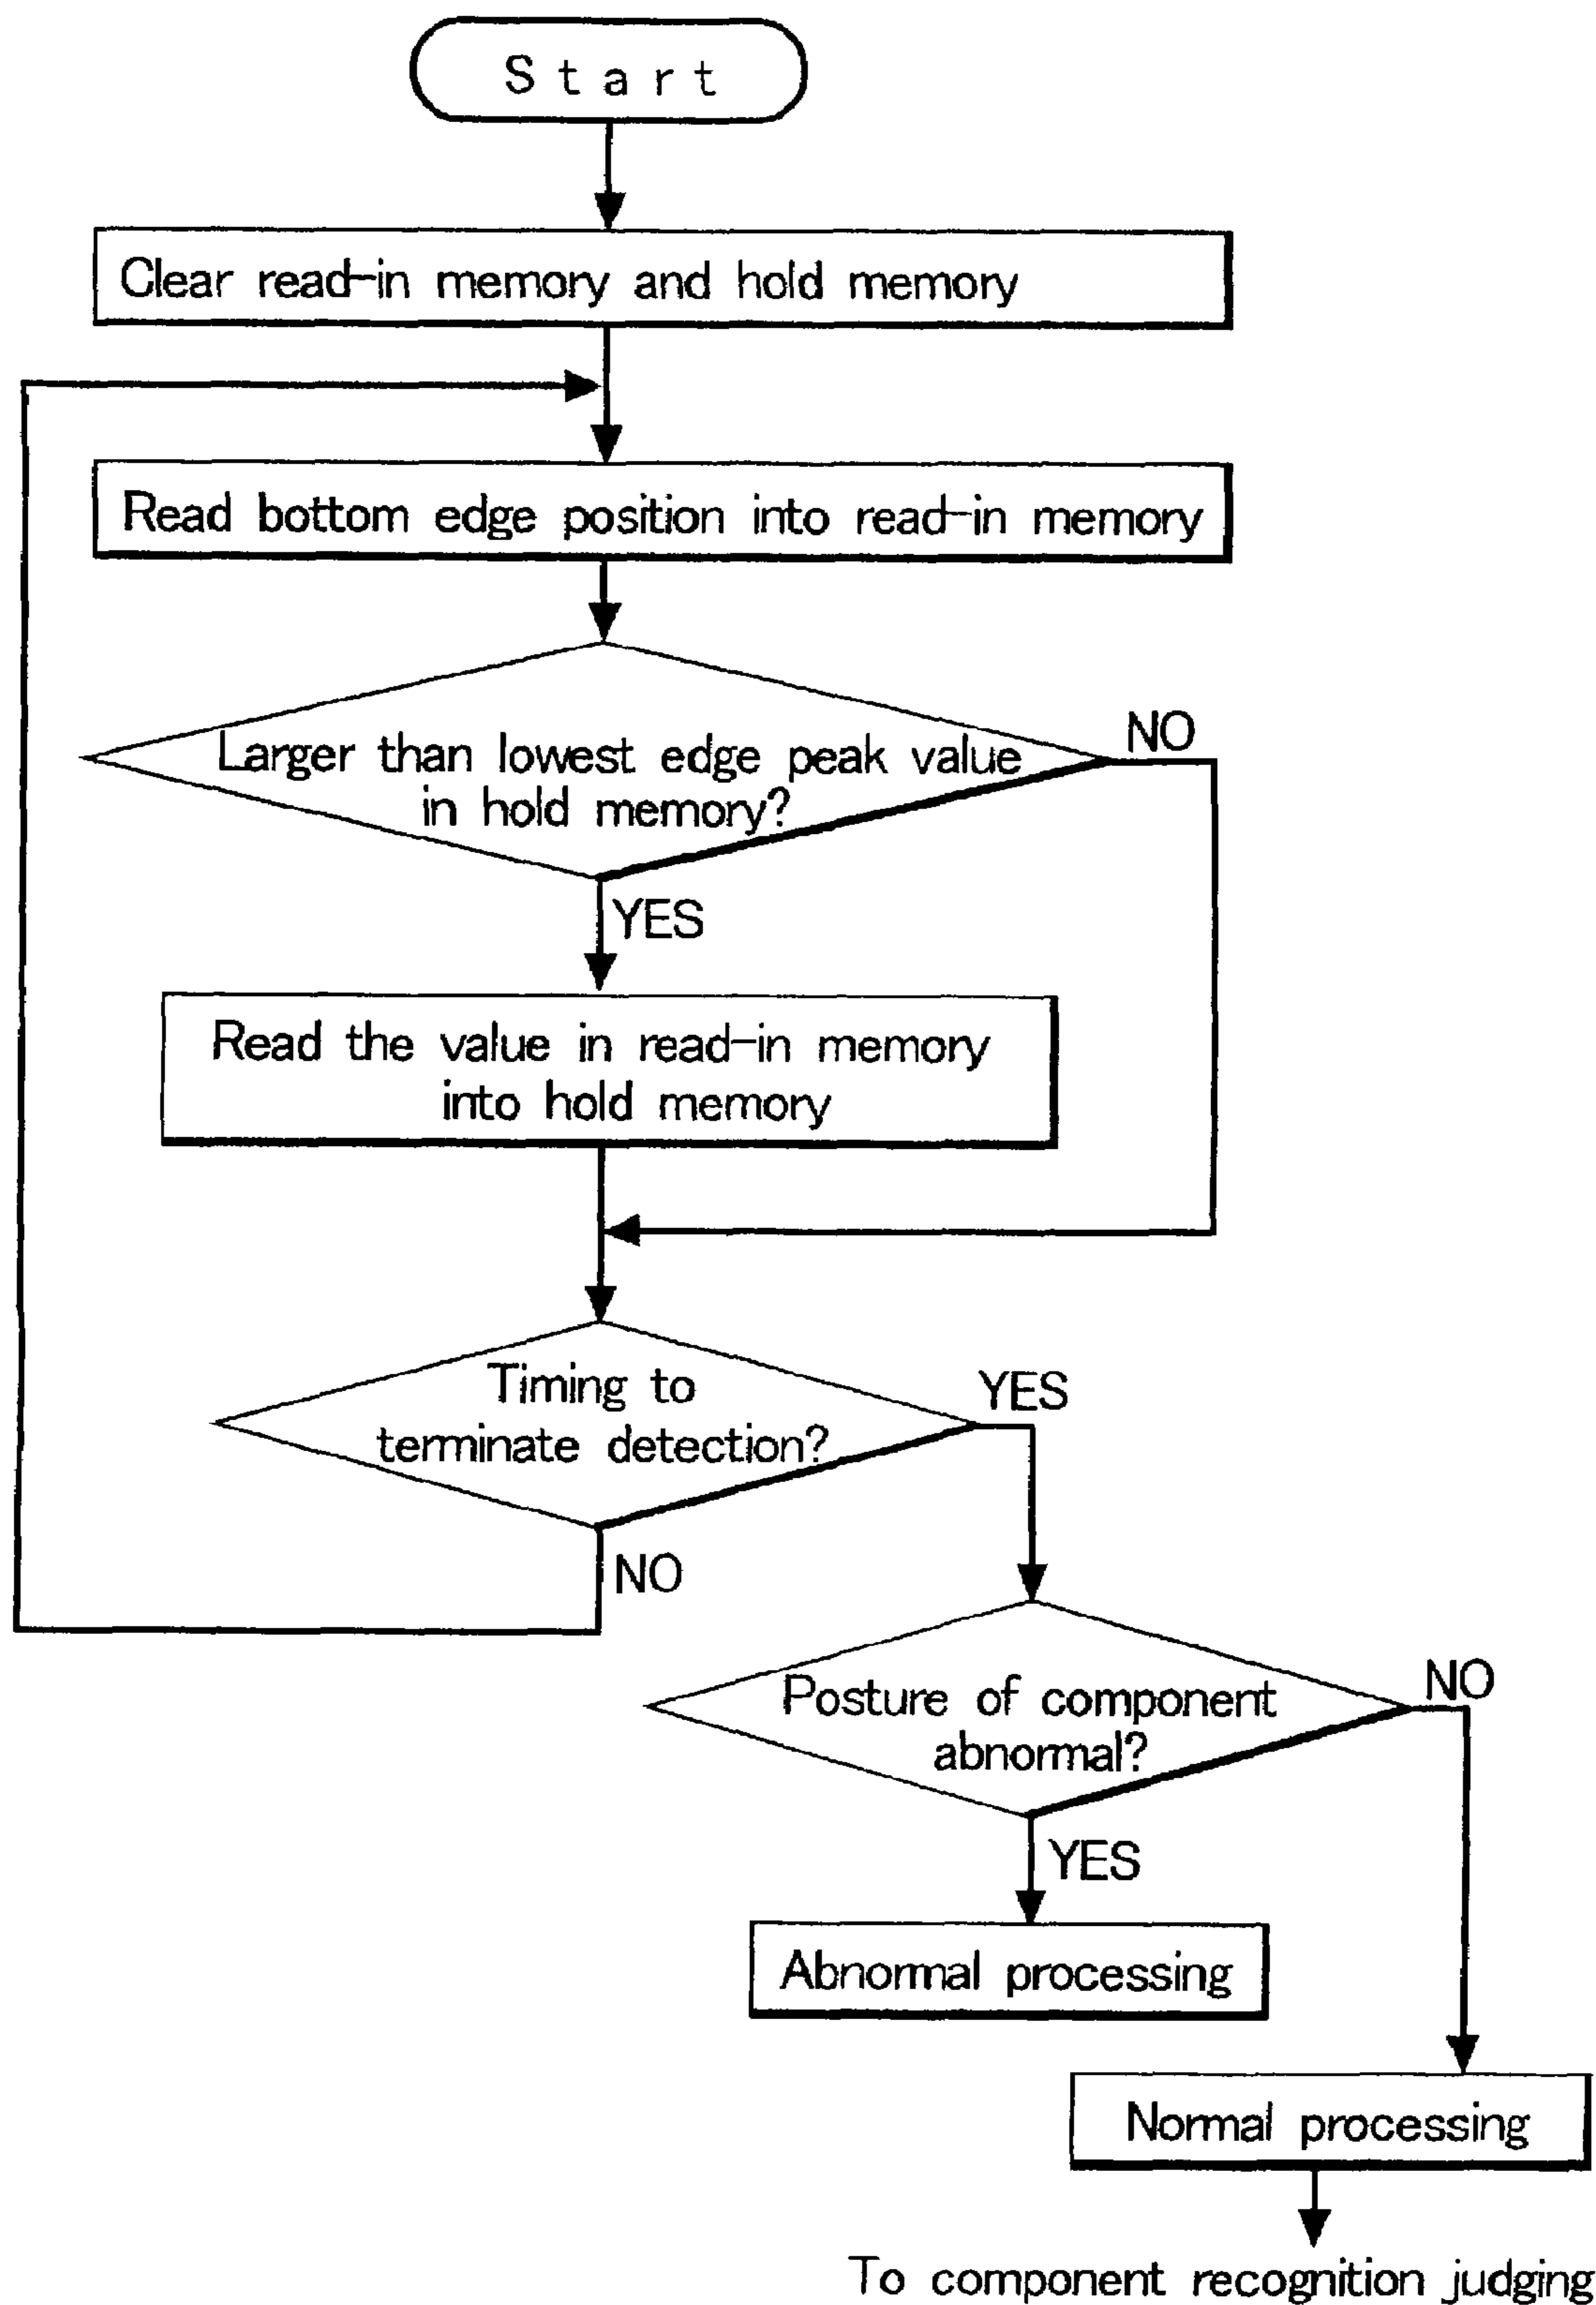 Start
Clear read-in memory and hold memory
Read bottom edge position into read-in memory
Larger than lowest edge peak value
in hold memory?
NO
YES
Read the value in read-in memory
into hold memory
Timing to
terminate detection?
YES
NO
Posture of component
abnormal?
NO
YES
Abnormal processing
Normal processing
To component recognition judging